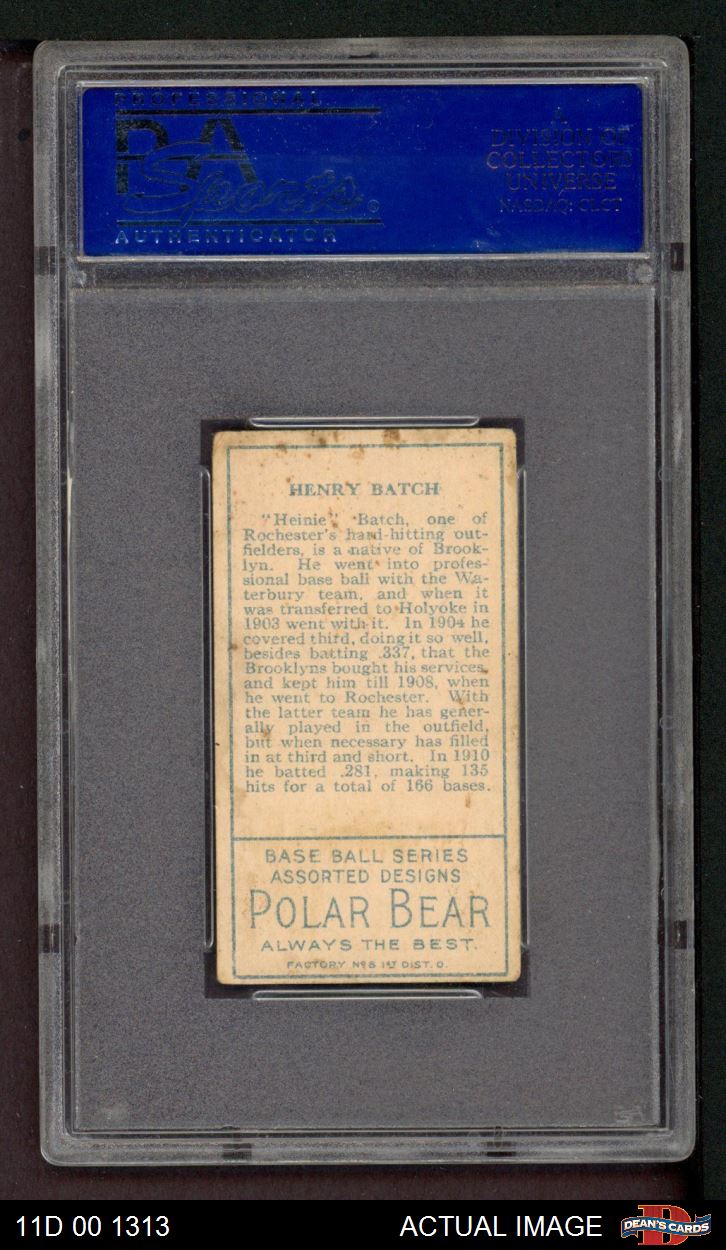 PROFESSIONAL
PSA
Sports
AUTHENTICATOR
A
DIVISION OF
COLLECTORS
UNIVERSE
NASDAQ: CLCT
HENRY BATCH
"Heinie" Batch, one of
Rochester's hard-hitting out-
fielders, is a native of Brook-
lyn. He went into profes-
sional base ball with the Wa-
terbury team, and when it
was transferred to Holyoke in
1903 went with it. In 1904 he
covered third, doing it so well,
besides batting .337, that the
Brooklyns bought his services,
and kept him till 1908, when
he went to Rochester. With
the latter team he has gener-
ally played in the outfield,
but when necessary has filled
in at third and short. In 1910
he batted .281, making 135
hits for a total of 166 bases.
BASE BALL SERIES
ASSORTED DESIGNS
POLAR BEAR
ALWAYS THE BEST.
FACTORY Nº 6 1ST DIST. O.
11D 00 1313
ACTUAL IMAGE
DEAN'S CARDS